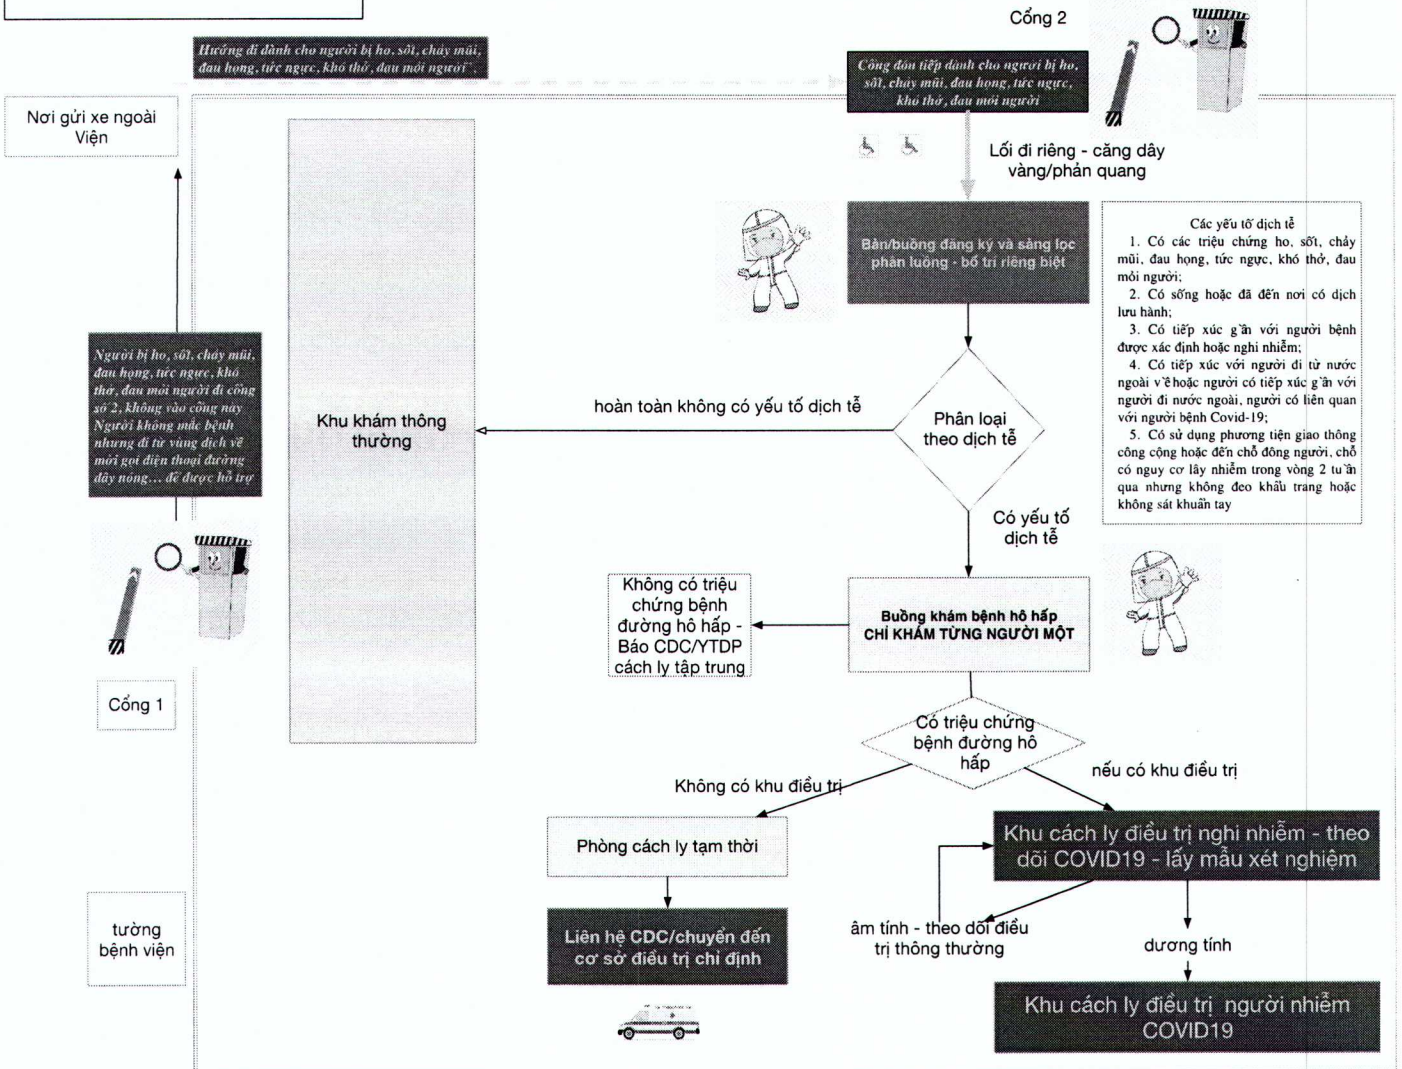 Cổng 2
Hướng đi dành cho người bị ho, sốt, chảy mũi,
đau họng, tức ngực, khó thở, đau mỏi người".
Cổng đón tiếp dành cho người bị ho,
sốt, chảy mũi, đau họng, tức ngực,
khó thở, đau mỏi người
Nơi gửi xe ngoài
Viện
Lối đi riêng - căng dây
vàng/phản quang
Bàn/buồng đăng ký và sàng lọc
phân luồng - bố trí riêng biệt
Các yếu tố dịch tễ
1. Có các triệu chứng ho, sốt, chảy
mũi, đau họng, tức ngực, khó thở, đau
mỏi người;
2. Có sống hoặc đã đến nơi có dịch
lưu hành;
3. Có tiếp xúc gần với người bệnh
được xác định hoặc nghi nhiễm;
4. Có tiếp xúc với người đi từ nước
ngoài về hoặc người có tiếp xúc gần với
người đi nước ngoài, người có liên quan
với người bệnh Covid-19;
5. Có sử dụng phương tiện giao thông
công cộng hoặc đến chỗ đông người, chỗ
có nguy cơ lây nhiễm trong vòng 2 tuần
qua nhưng không đeo khẩu trang hoặc
không sát khuẩn tay
Người bị ho, sốt, chảy mũi,
đau họng, tức ngực, khó
thở, đau mỏi người đi cổng
số 2, không vào cổng này
Người không mắc bệnh
nhưng đi từ vùng dịch về
mời gọi điện thoại đường
dây nóng... để được hỗ trợ
Khu khám thông
thường
hoàn toàn không có yếu tố dịch tễ
Phân loại
theo dịch tễ
Có yếu tố
dịch tễ
Không có triệu
chứng bệnh
đường hô hấp -
Báo CDC/YTDP
cách ly tập trung
Buồng khám bệnh hô hấp
CHỈ KHÁM TỪNG NGƯỜI MỘT
Cổng 1
Có triệu chứng
bệnh đường hô
hấp
Không có khu điều trị
nếu có khu điều trị
Phòng cách ly tạm thời
Khu cách ly điều trị nghi nhiễm - theo
dõi COVID19 - lấy mẫu xét nghiệm
tường
bệnh viện
Liên hệ CDC/chuyển đến
cơ sở điều trị chỉ định
âm tính - theo dõi điều
trị thông thường
dương tính
Khu cách ly điều trị người nhiễm
COVID19